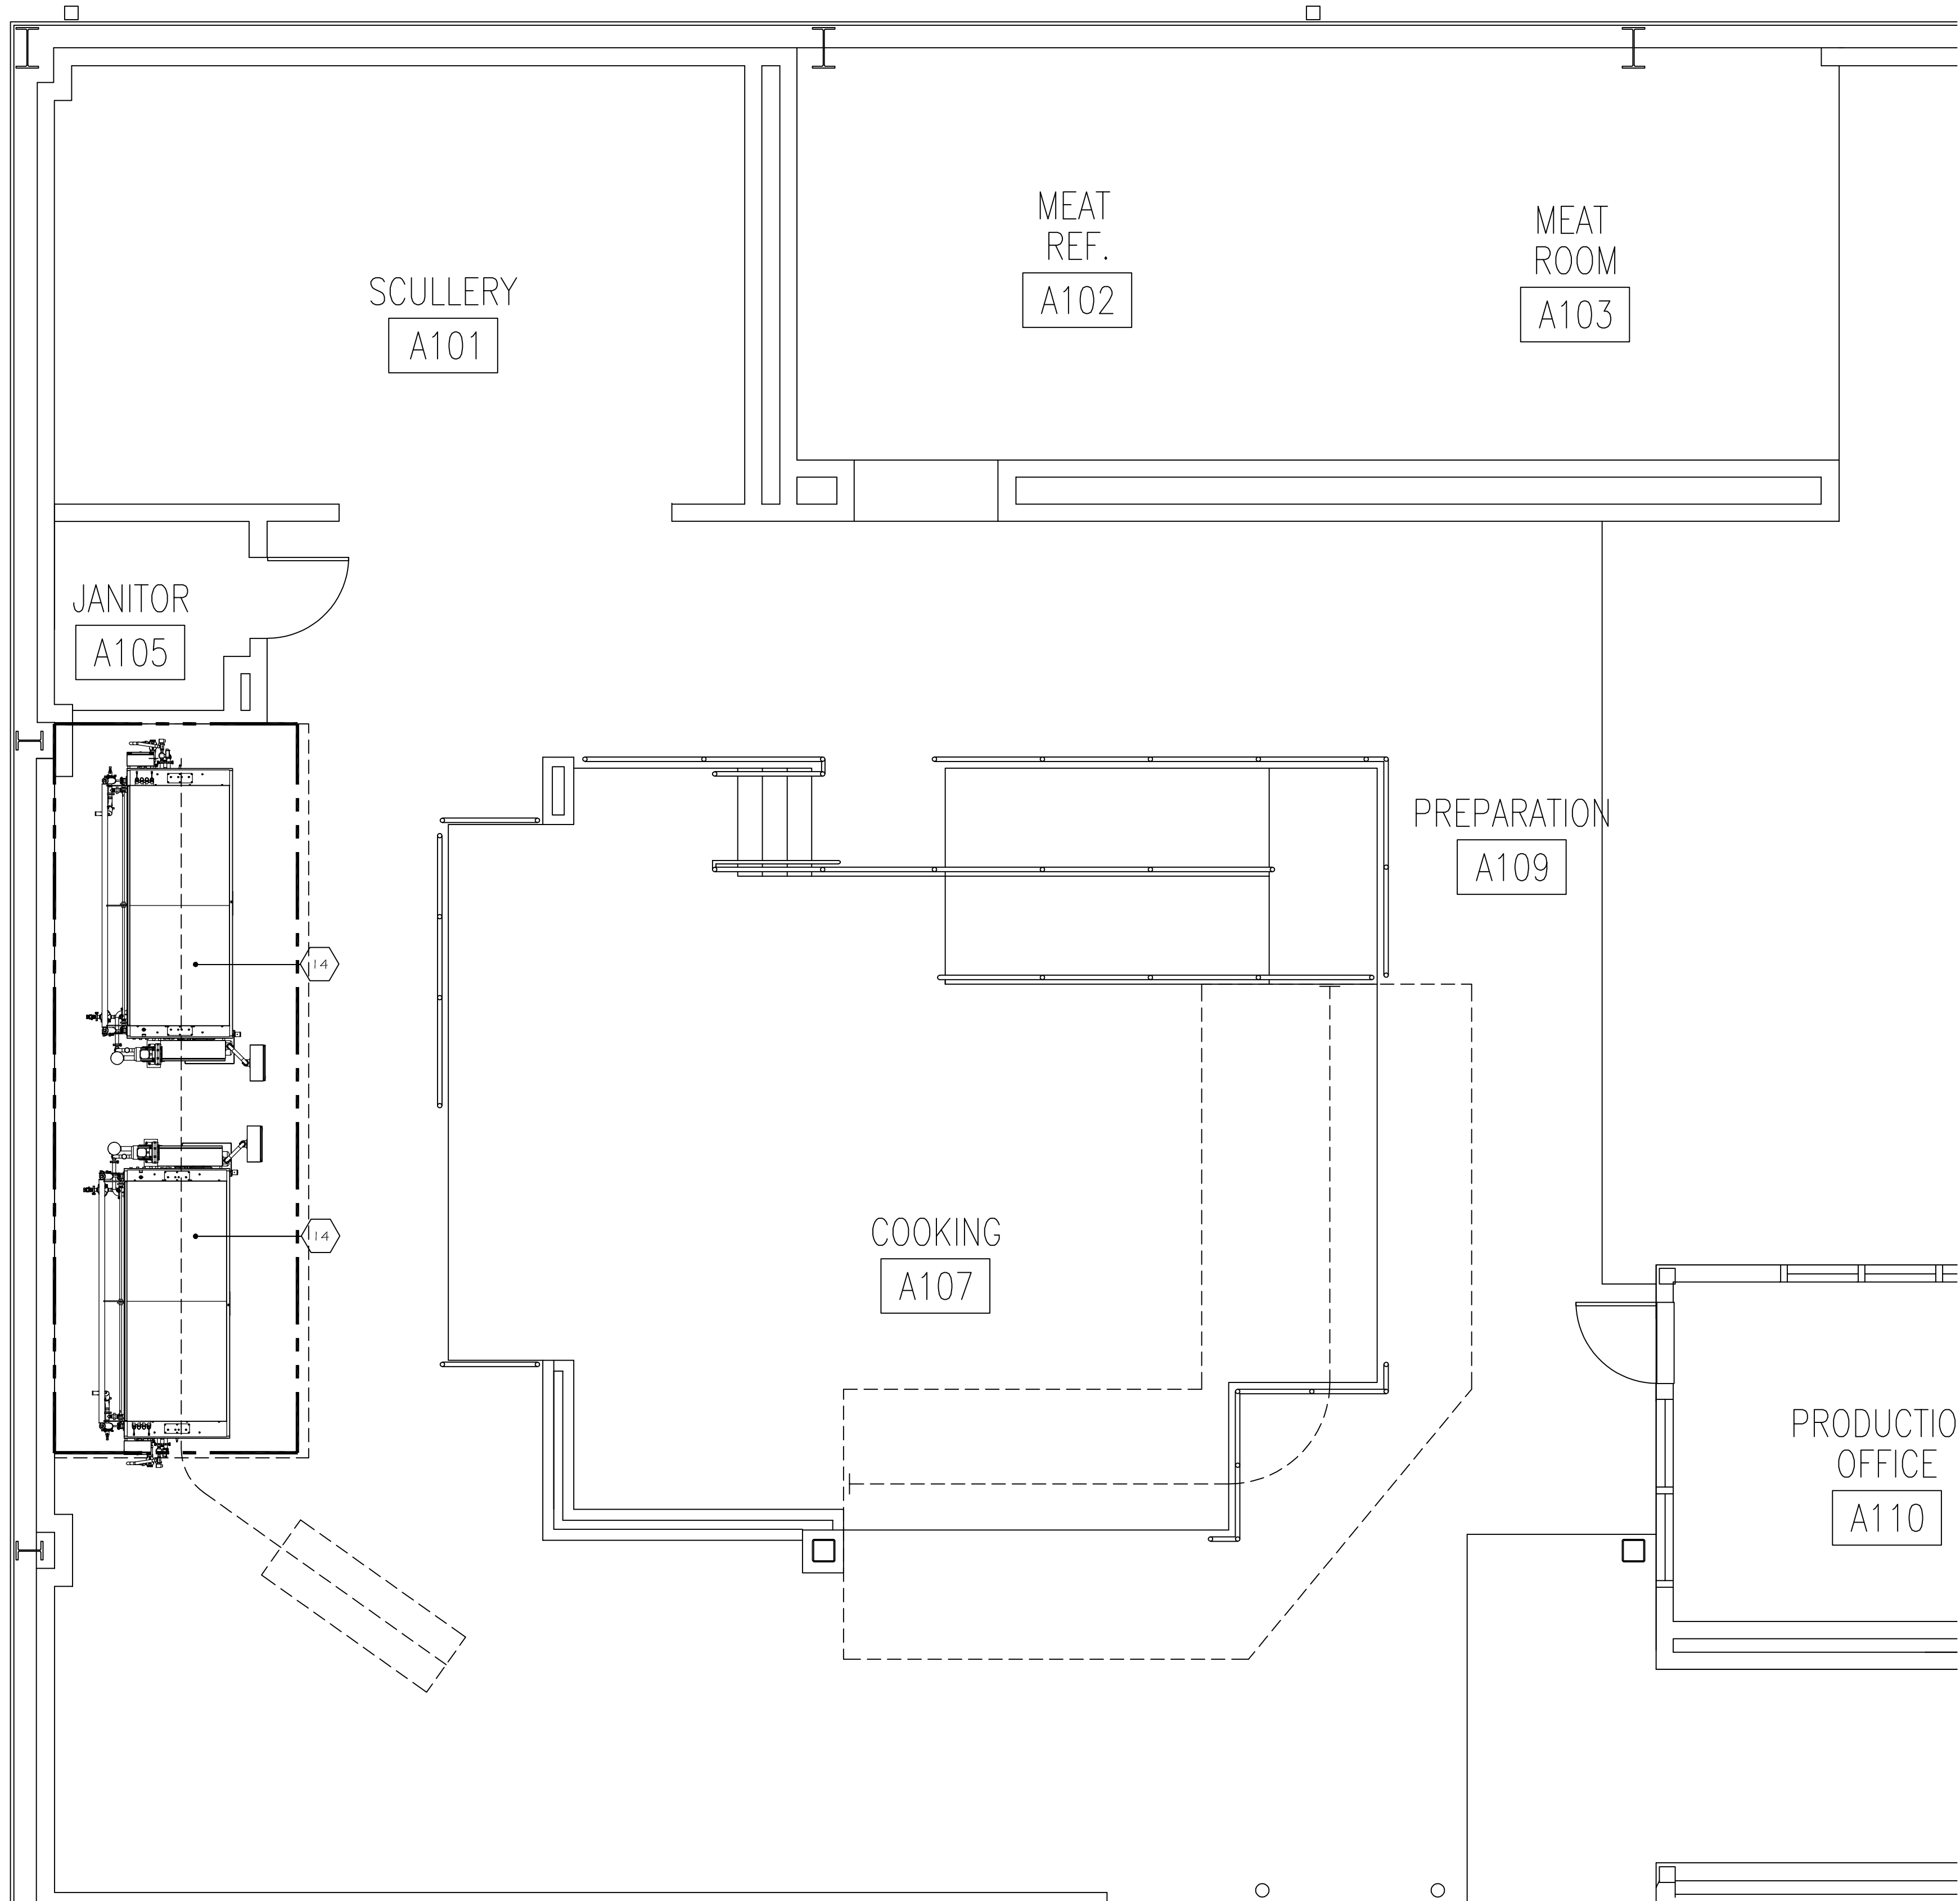 MEAT
REF.
A102
MEAT
ROOM
A103
SCULLERY
A101
JANITOR
A105
PREPARATION
A109
14
COOKING
A107
14
PRODUCTIO
OFFICE
A110